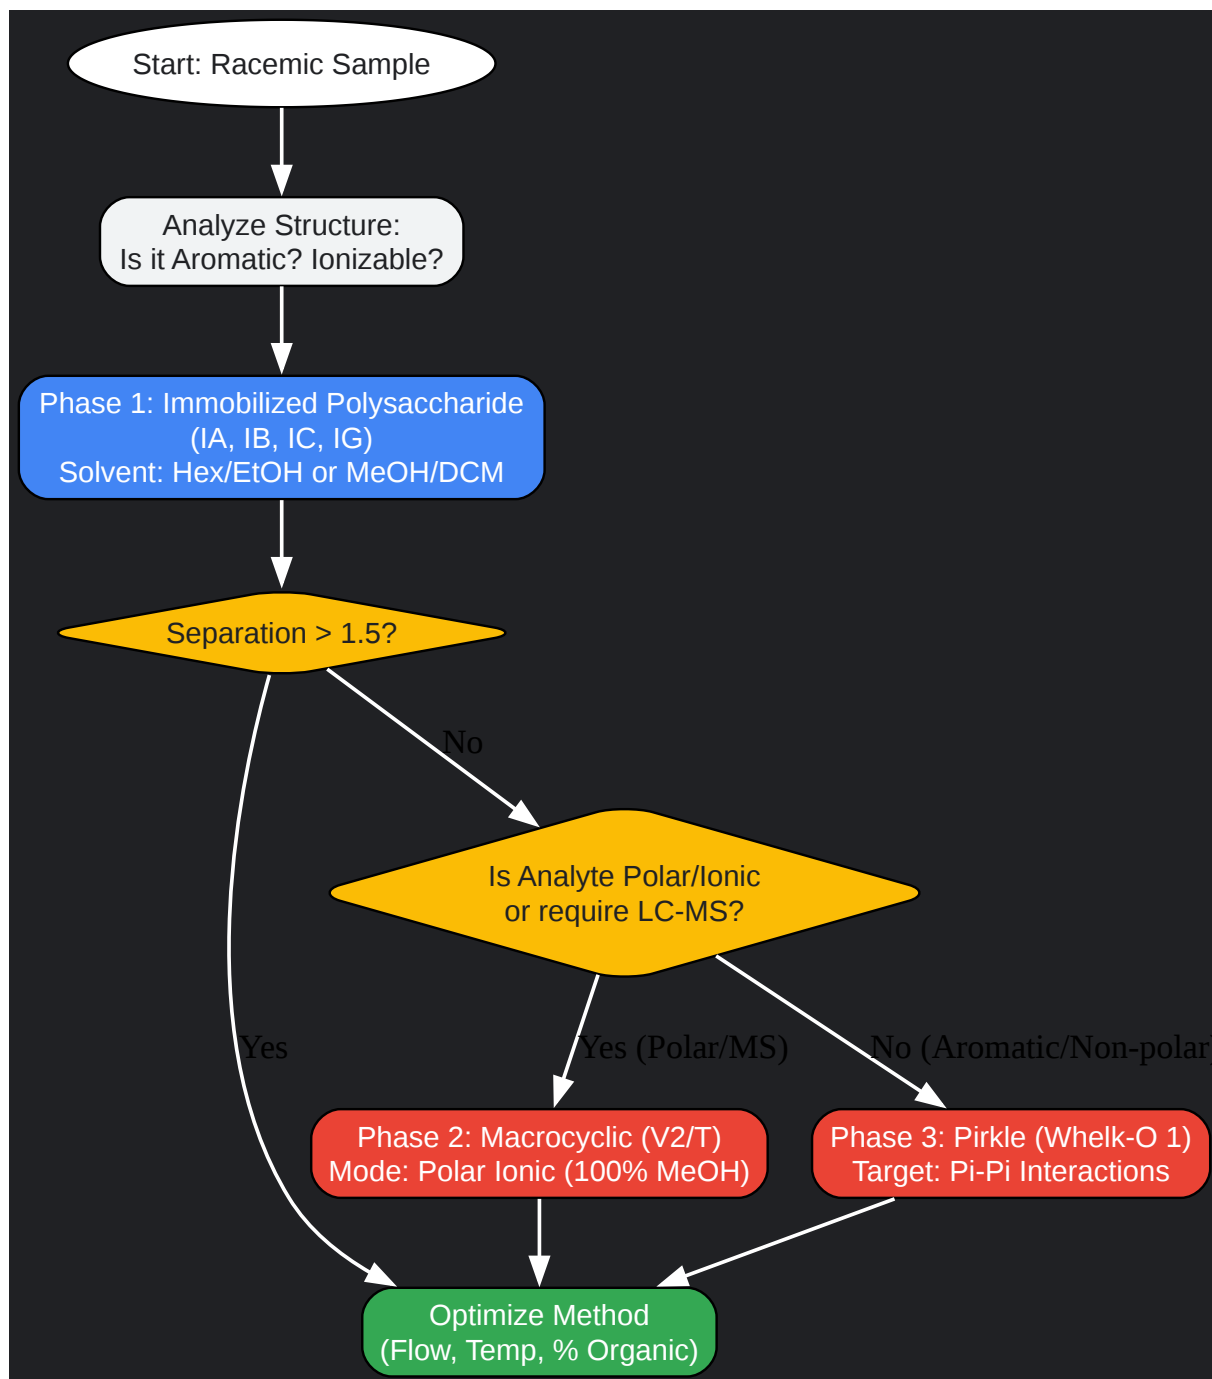 Start: Racemic Sample
Analyze Structure:
Is it Aromatic? Ionizable?
Phase 1: Immobilized Polysaccharide
(IA, IB, IC, IG)
Solvent: Hex/EtOH or MeOH/DCM
Separation > 1.5?
No
Is Analyte Polar/Ionic
or require LC-MS?
Yes
Yes (Polar/MS)
No (Aromatic/Non-polar)
Phase 2: Macrocyclic (V2/T)
Mode: Polar Ionic (100% MeOH)
Phase 3: Pirkle (Whelk-O 1)
Target: Pi-Pi Interactions
Optimize Method
(Flow, Temp, % Organic)